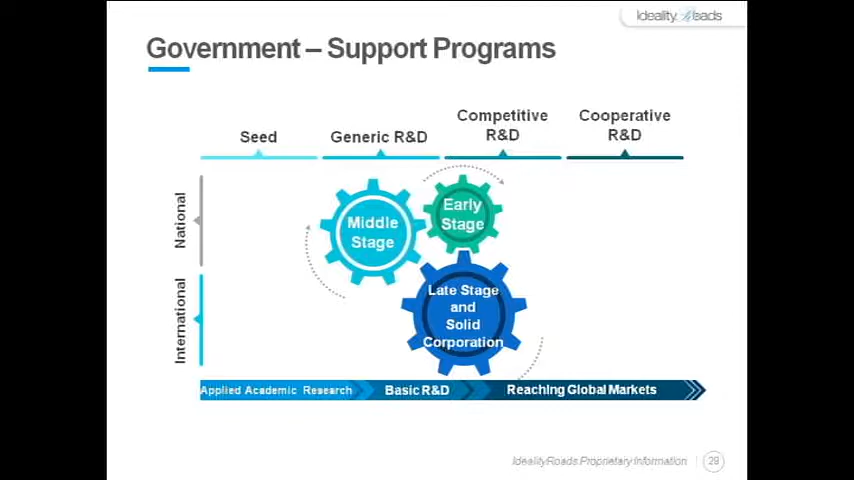 Ideality Roads
Government – Support Programs
Seed
Generic R&D
Competitive
R&D
Cooperative
R&D
National
International
Middle
Stage
Early
Stage
Late Stage
and
Solid
Corporation
Applied Academic Research
Basic R&D
Reaching Global Markets
IdealityRoads Proprietary Information
29